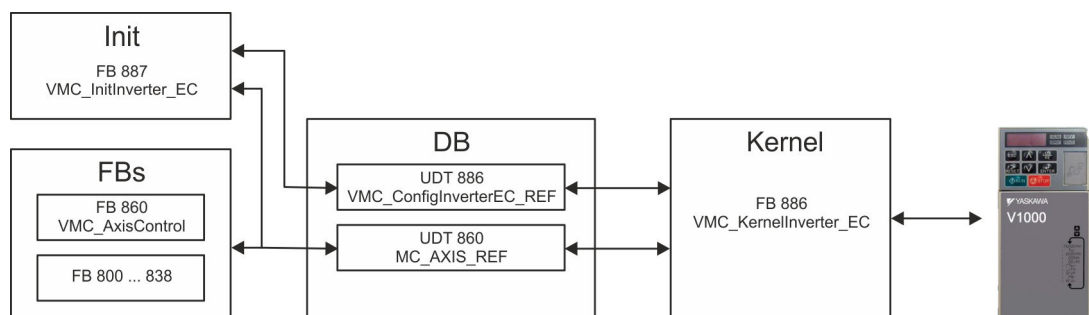 Init
FB 887
VMC_InitInverter_EC
FBs
FB 860
VMC_AxisControl
FB 800 ... 838
DB
UDT 886
VMC_ConfigInverterEC_REF
UDT 860
MC_AXIS_REF
Kernel
FB 886
VMC_KernelInverter_EC
YASKAWA
V1000